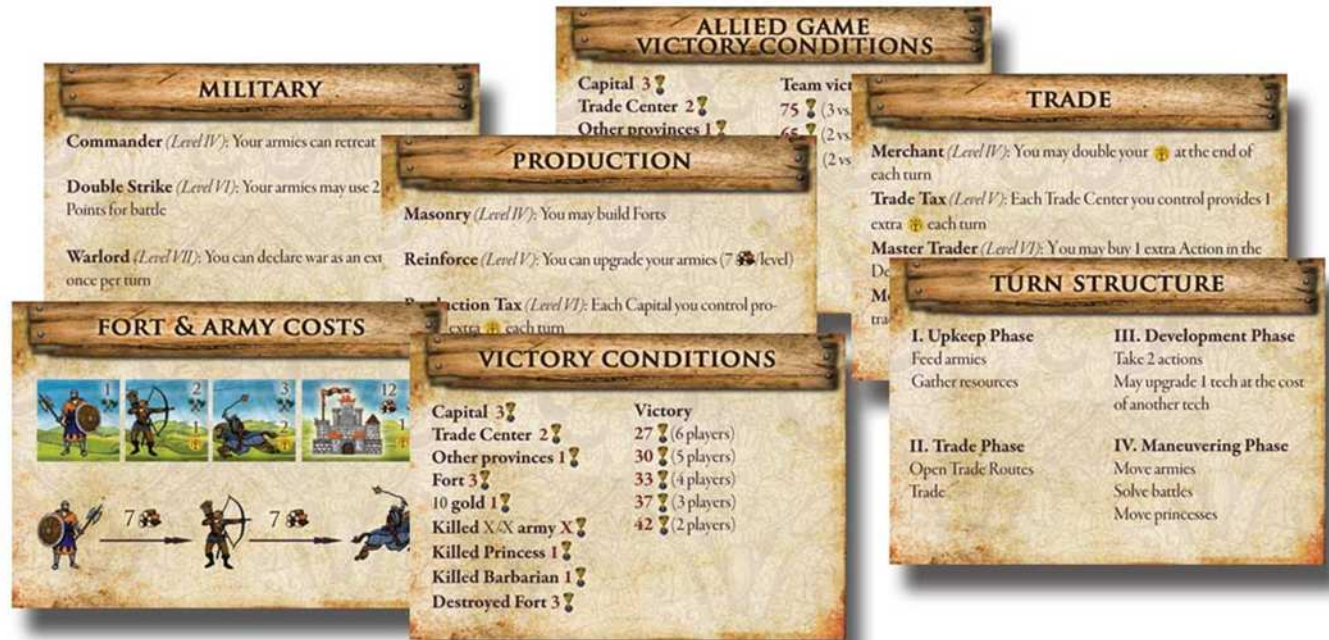 MILITARY
Commander (Level IV): Your armies can retreat
Double Strike (Level VI): Your armies may use 2
Points for battle
Warlord (Level VII): You can declare war as an
once per turn
ALLIED GAME
VICTORY CONDITIONS
Capital 3
Trade Center 2
Other provinces 1
Team
75 (3 vs.
65 (2 vs.
(2 vs
PRODUCTION
Masonry (Level IV): You may build Forts
Reinforce (Level V): You can upgrade your armies (7 /level)
Tax (Level VI): Each Capital you control pro-
extra each turn
TRADE
Merchant (Level IV): You may double your at the end of
each turn
Trade Tax (Level V): Each Trade Center you control provides 1
extra each turn
Master Trader (Level VI): You may buy 1 extra Action in the
FORT & ARMY COSTS
1
2
1
3
2
12
1
7
7
VICTORY CONDITIONS
Capital 3
Trade Center 2
Other provinces 1
Fort 3
10 gold 1
Killed X/X army X
Killed Princess 1
Killed Barbarian 1
Destroyed Fort 3
Victory
27 (6 players)
30 (5 players)
33 (4 players)
37 (3 players)
42 (2 players)
TURN STRUCTURE
I. Upkeep Phase
Feed armies
Gather resources
II. Trade Phase
Open Trade Routes
Trade
III. Development Phase
Take 2 actions
May upgrade 1 tech at the cost
of another tech
IV. Maneuvering Phase
Move armies
Solve battles
Move princesses